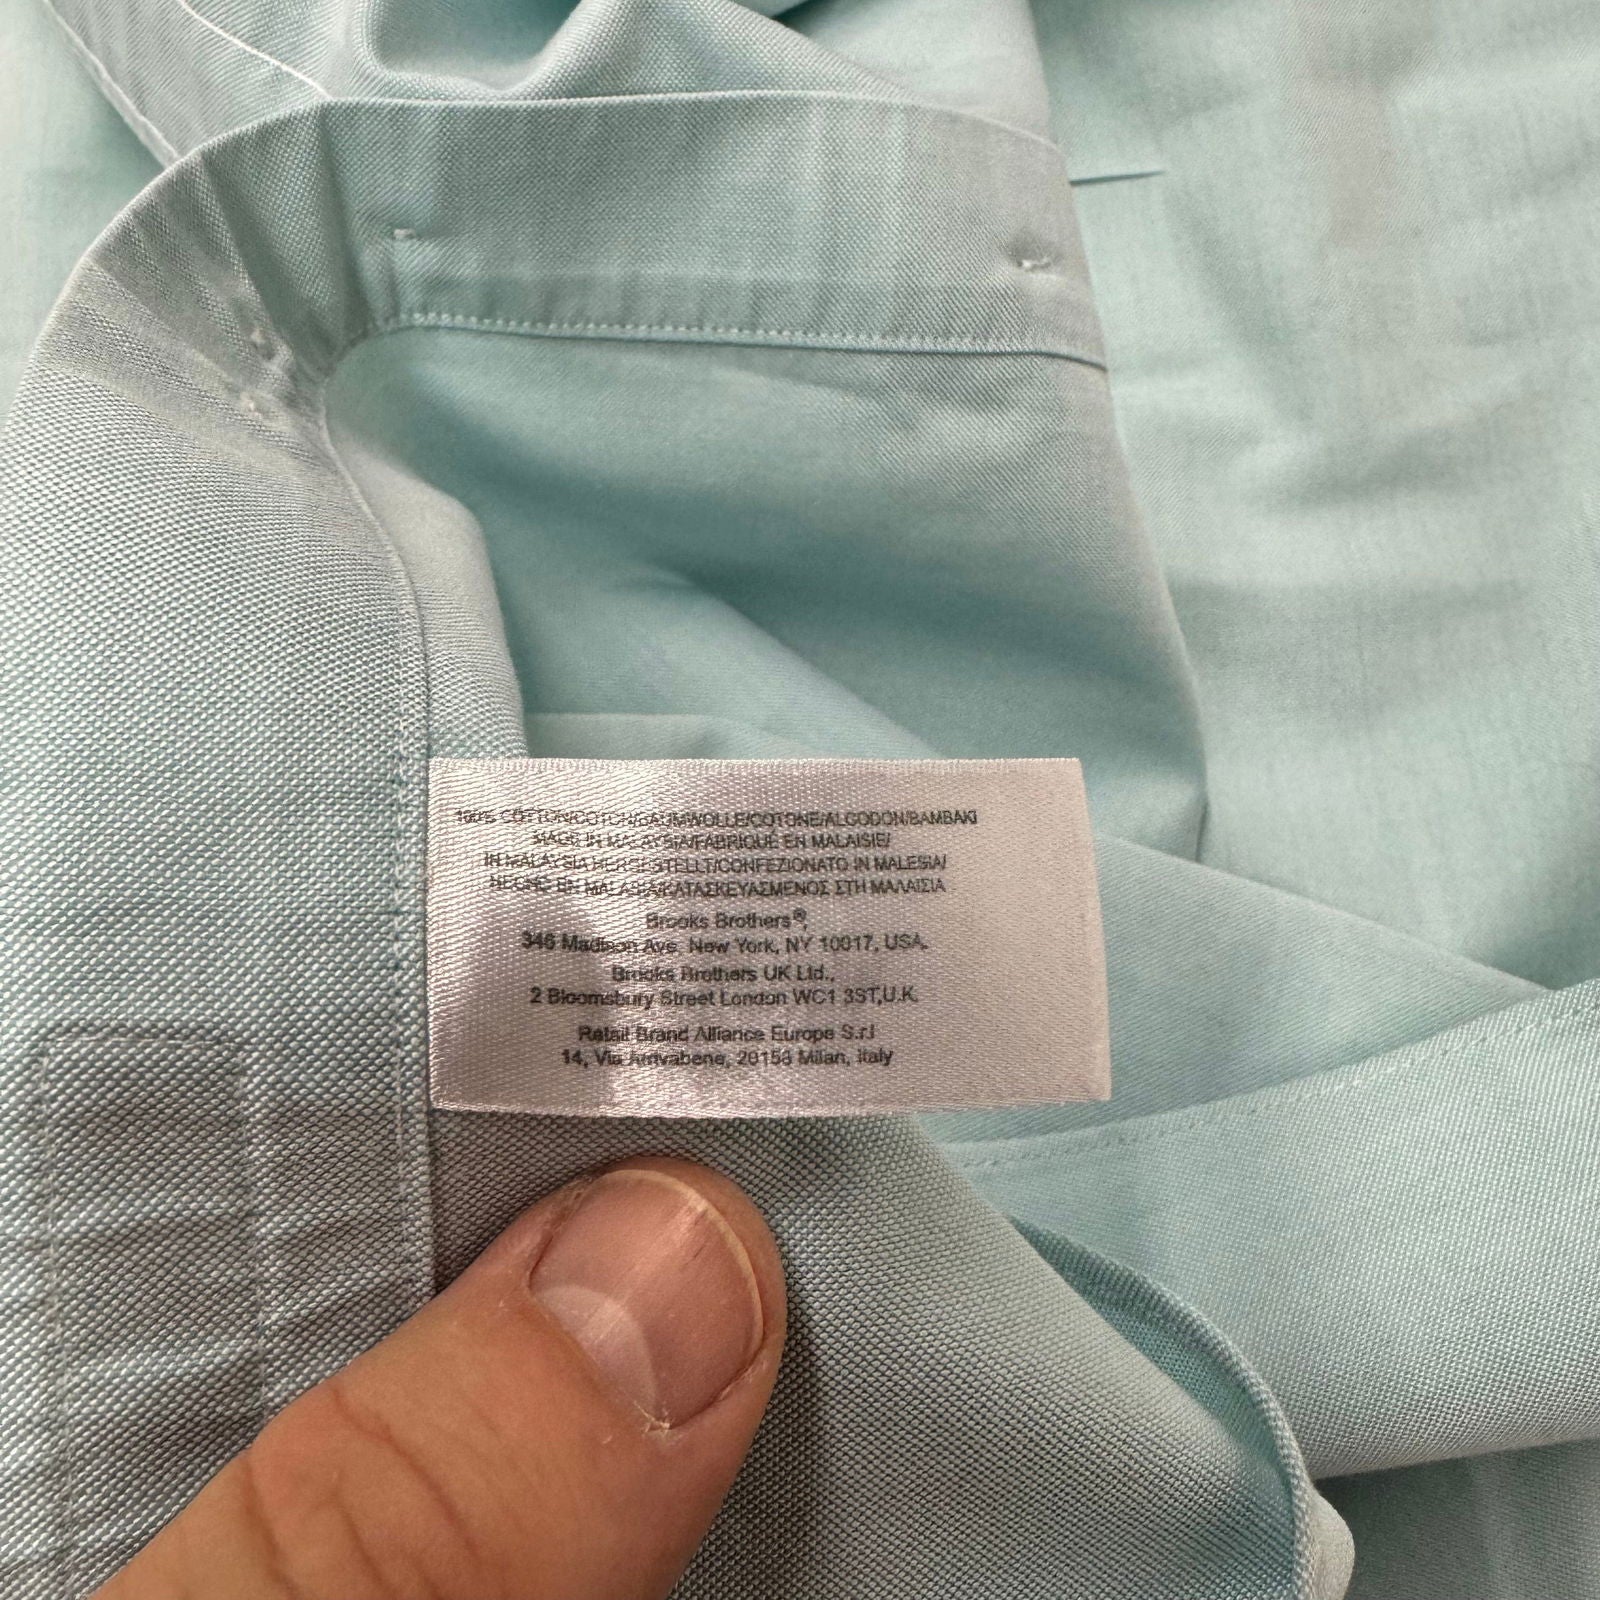 100% COTTON/COTON/BAUMWOLLE/COTONE/ALGODON/BAMBAKI
MADE IN MALAYSIA/FABRIQUÉ EN MALAISIE/
IN MALAYSIA HERGESTELLT/CONFEZIONATO IN MALESIA/
HECHO EN MALASIA/ΚΑΤΑΣΚΕΥΑΣΜΕΝΟΣ ΣΤΗ ΜΑΛΑΙΣΙΑ
Brooks Brothers®,
346 Madison Ave. New York, NY 10017, USA.
Brooks Brothers UK Ltd.,
2 Bloomsbury Street London WC1 3ST,U.K.
Retail Brand Alliance Europe S.r.l
14, Via Arrivabene, 20158 Milan, Italy